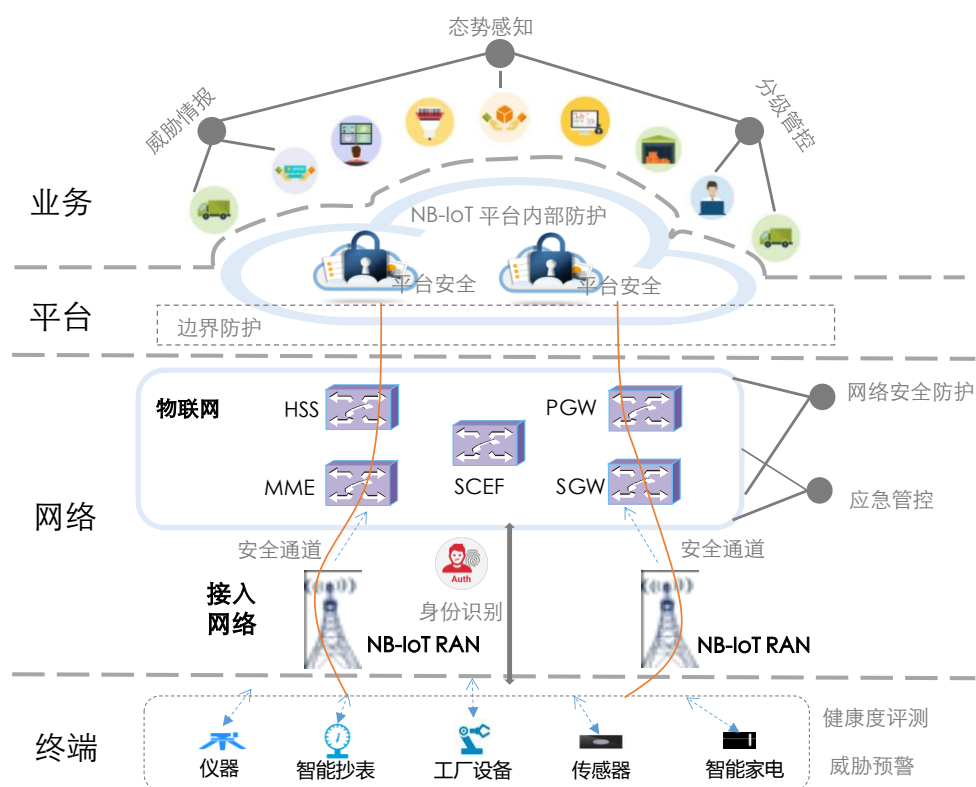 态势感知
威胁情报
分级管控
业务
NB-IoT 平台内部防护
平台安全
平台安全
平台
边界防护
物联网
HSS
PGW
网络安全防护
MME
SCEF
SGW
应急管控
网络
安全通道
安全通道
Auth
接入
网络
身份识别
NB-IoT RAN
NB-IoT RAN
终端
健康度评测
仪器
智能抄表
工厂设备
传感器
智能家电
威胁预警